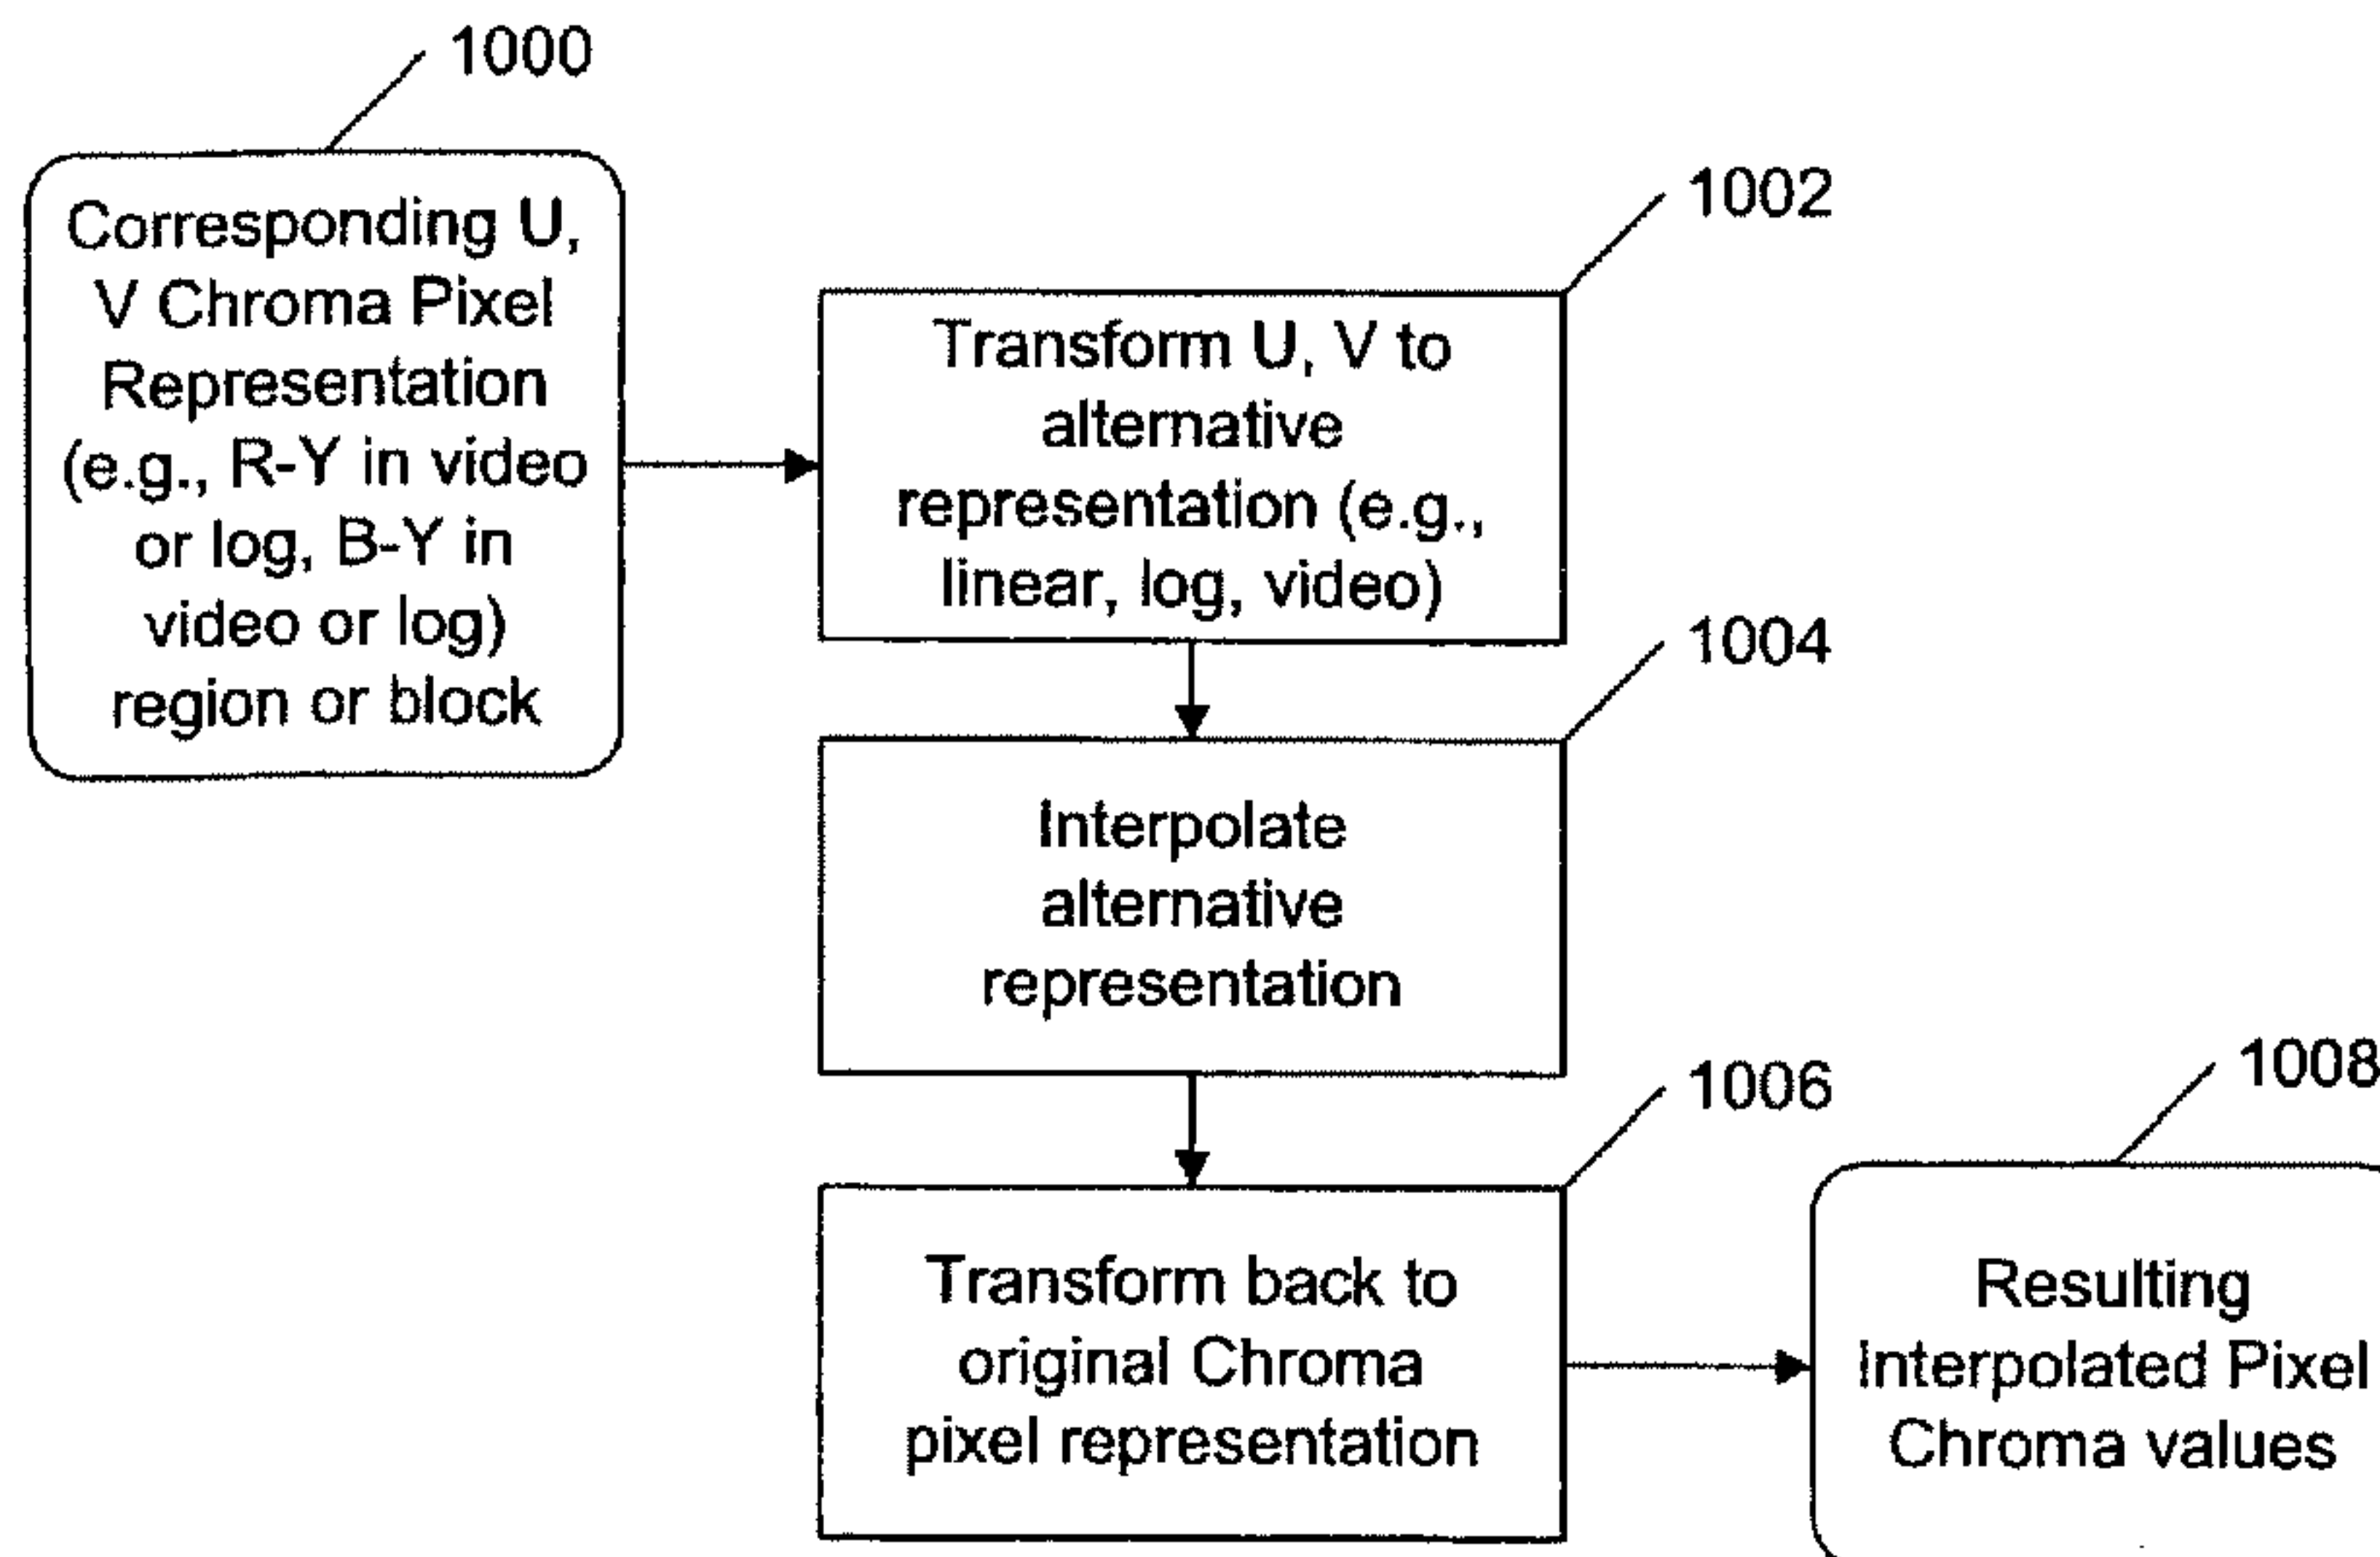 1000
Corresponding U,
V Chroma Pixel
Representation
(e.g., R-Y in video
or log, B-Y in
video or log)
region or block
1002
Transform U, V to
alternative
representation (e.g.,
linear, log, video)
1004
Interpolate
alternative
representation
1006
Transform back to
original Chroma
pixel representation
1008
Resulting
Interpolated Pixel
Chroma values